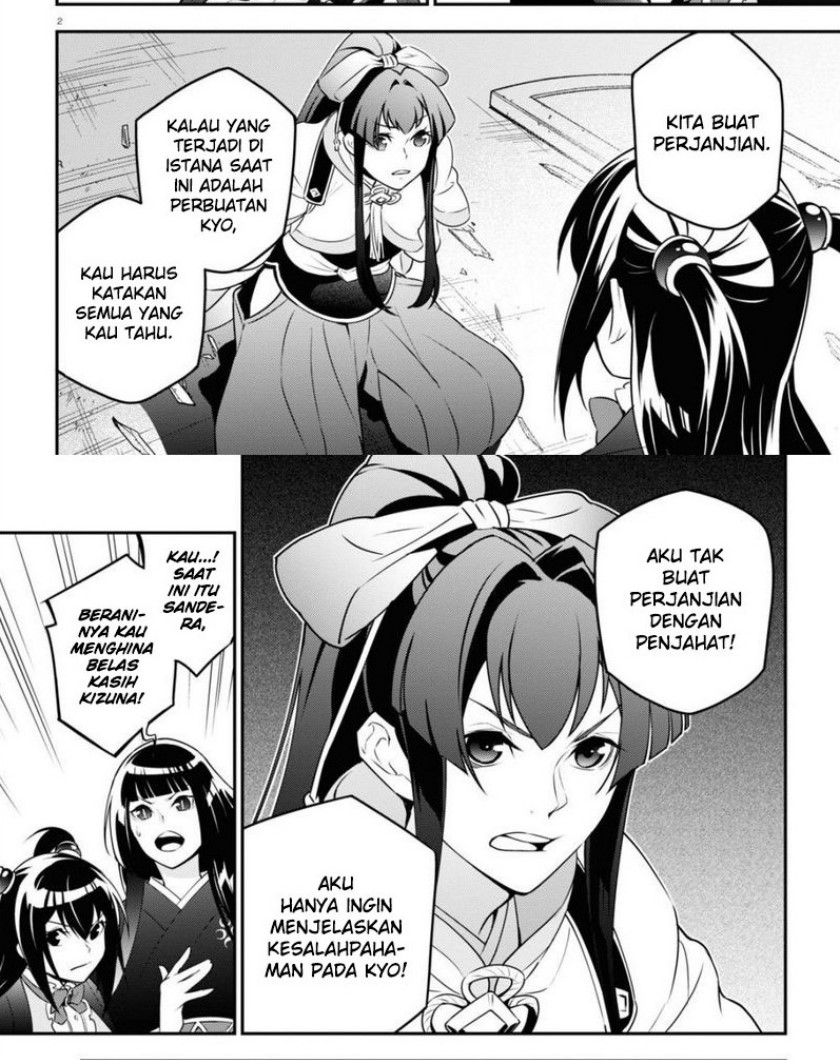 2
KITA BUAT
PERJANJIAN.
KALAU YANG
TERJADI DI
ISTANA SAAT
INI ADALAH
PERBUATAN
KYO,
KAU HARUS
KATAKAN
SEMUA YANG
KAU TAHU.
AKU TAK
BUAT
PERJANJIAN
DENGAN
PENJAHAT!
AKU
HANYA INGIN
MENJELASKAN
KESALAHPAHA-
MAN PADA KYO!
KAU...!
SAAT
INI ITU
SANDE-
RA,
BERANI-
NYA KAU
MENGHINA
BELAS
KASIH
KIZUNA!